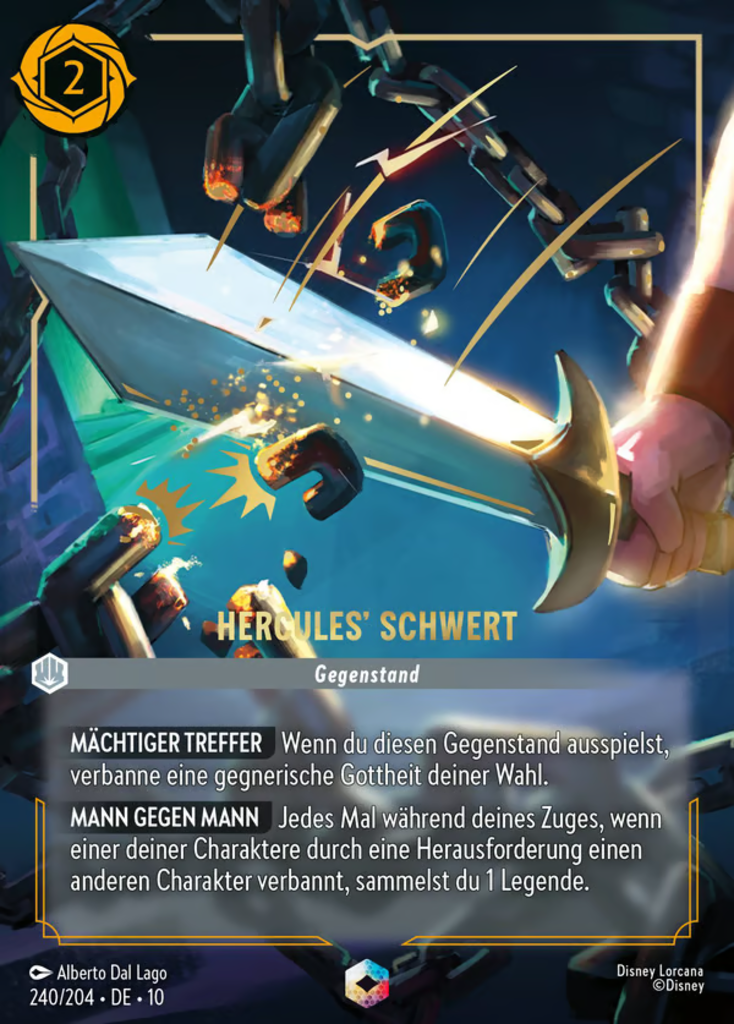 2
HERCULES’ SCHWERT
Gegenstand
MÄCHTIGER TREFFER Wenn du diesen Gegenstand ausspielst,
verbanne eine gegnerische Gottheit deiner Wahl.
MANN GEGEN MANN Jedes Mal während deines Zuges, wenn
einer deiner Charaktere durch eine Herausforderung einen
anderen Charakter verbannt, sammelst du 1 Legende.
Alberto Dal Lago
240/204 • DE • 10
Disney Lorcana
©Disney